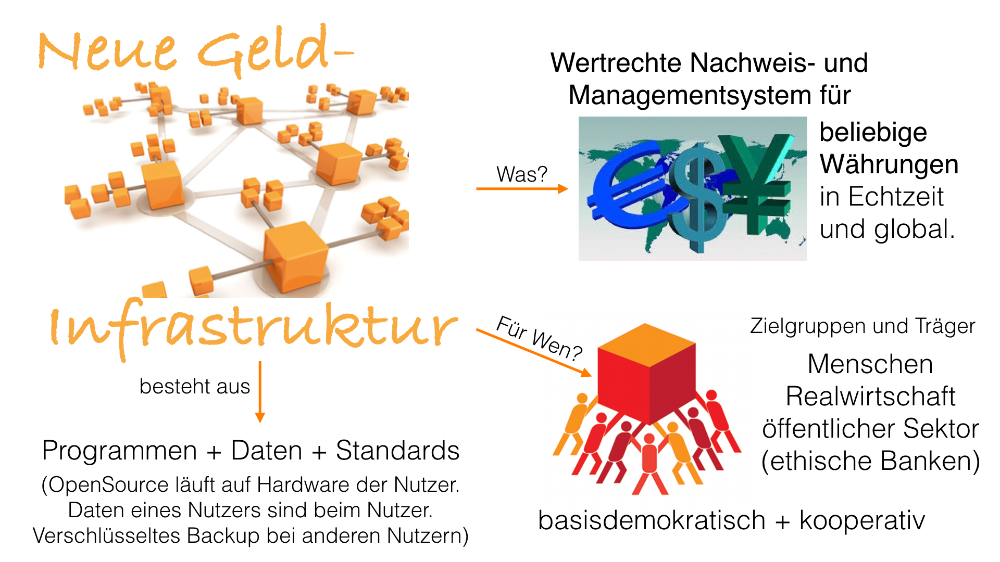 Neue Geld-
Infrastruktur
besteht aus
Programmen + Daten + Standards
(OpenSource läuft auf Hardware der Nutzer.
Daten eines Nutzers sind beim Nutzer.
Verschlüsseltes Backup bei anderen Nutzern)
Was?
Wertrechte Nachweis- und
Managementsystem für
€ $ ¥
beliebige
Währungen
in Echtzeit
und global.
Für Wen?
Zielgruppen und Träger
Menschen
Realwirtschaft
öffentlicher Sektor
(ethische Banken)
basisdemokratisch + kooperativ